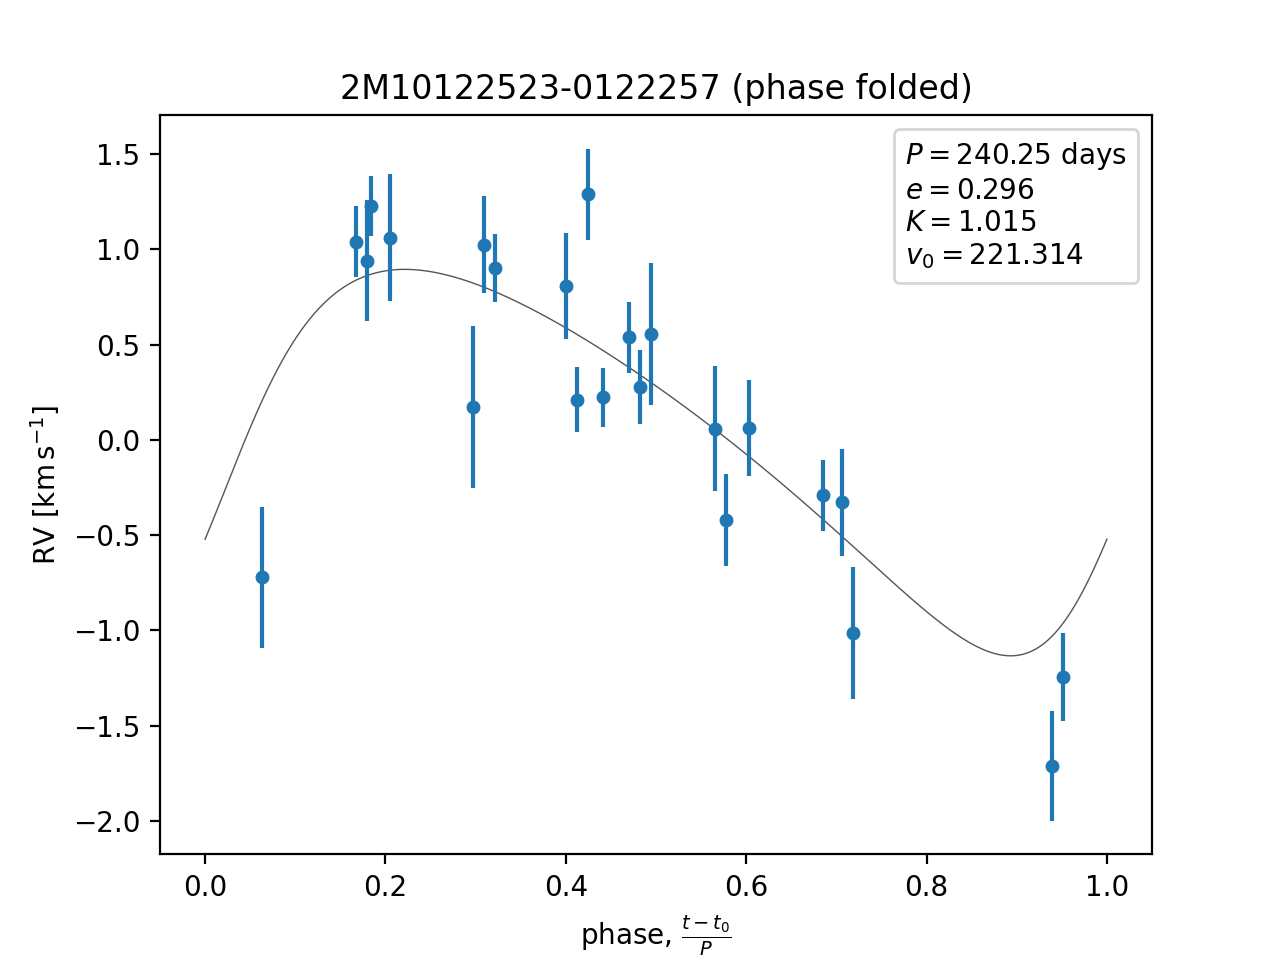 2M10122523-0122257 (phase folded)
P = 240.25 days
e = 0.296
K = 1.015
v₀ = 221.314
1.5
1.0
0.5
0.0
−0.5
−1.0
−1.5
−2.0
RV [km s⁻¹]
0.0 0.2 0.4 0.6 0.8 1.0
phase, (t − t₀)/P